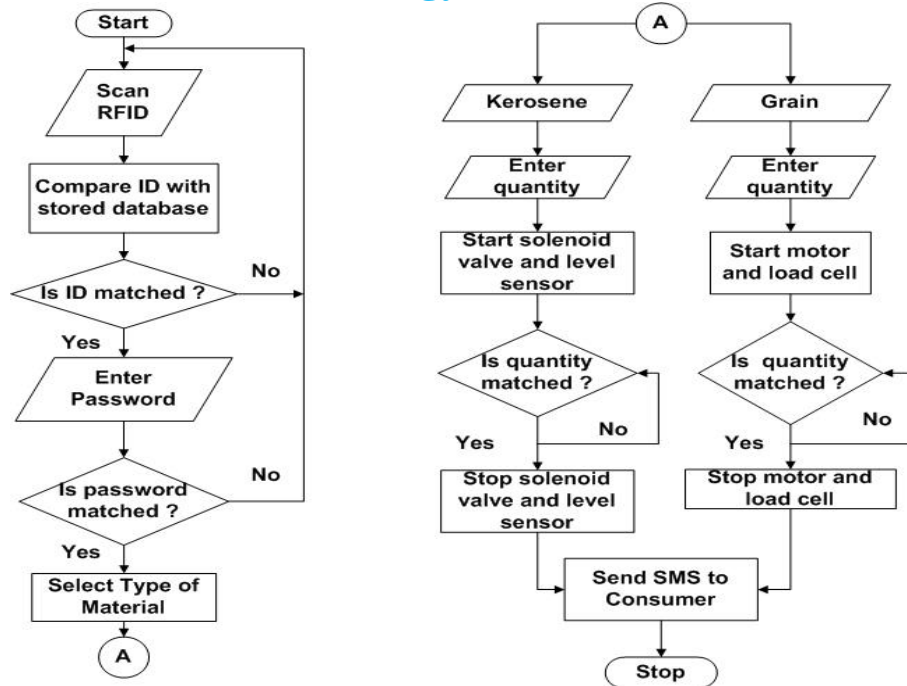 Start
Scan
RFID
Compare ID with
stored database
Is ID matched ?
No
Yes
Enter
Password
Is password
matched ?
No
Yes
Select Type of
Material
A
A
Kerosene
Enter
quantity
Start solenoid
valve and level
sensor
Is quantity
matched ?
No
Yes
Stop solenoid
valve and level
sensor
Grain
Enter
quantity
Start motor
and load cell
Is quantity
matched ?
No
Yes
Stop motor and
load cell
Send SMS to
Consumer
Stop